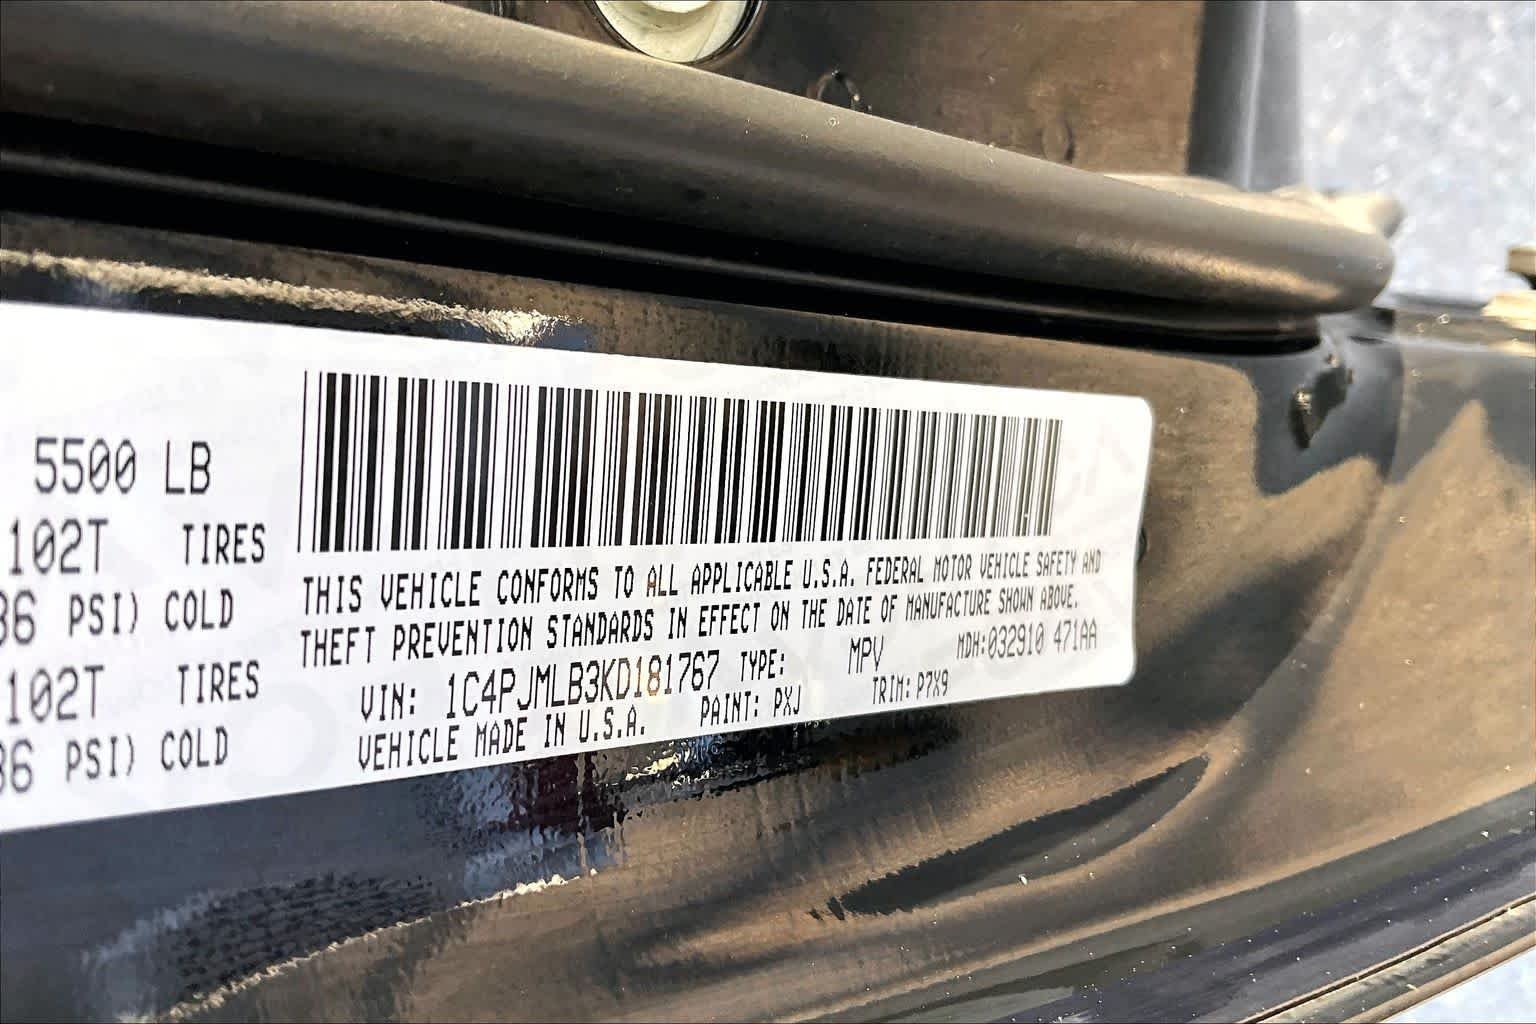 5500 LB
102T TIRES
36 PSI) COLD
102T TIRES
36 PSI) COLD
THIS VEHICLE CONFORMS TO ALL APPLICABLE U.S.A. FEDERAL MOTOR VEHICLE SAFETY AND
THEFT PREVENTION STANDARDS IN EFFECT ON THE DATE OF MANUFACTURE SHOWN ABOVE.
VIN: 1C4PJMLB3KD181767 TYPE: MPV MDH:032910 471AA
VEHICLE MADE IN U.S.A. PAINT: PXJ TRIM: P7X9